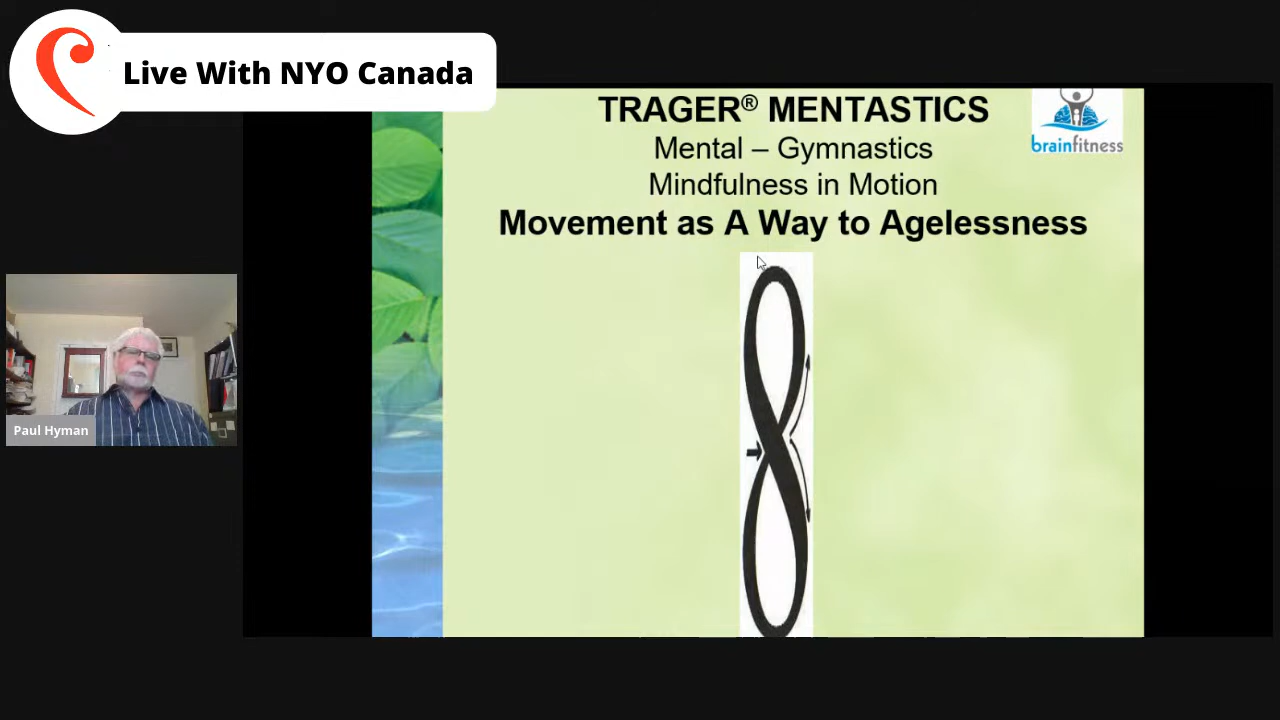 Live With NYO Canada
TRAGER® MENTASTICS
Mental – Gymnastics
Mindfulness in Motion
Movement as A Way to Agelessness
brainfitness
Paul Hyman